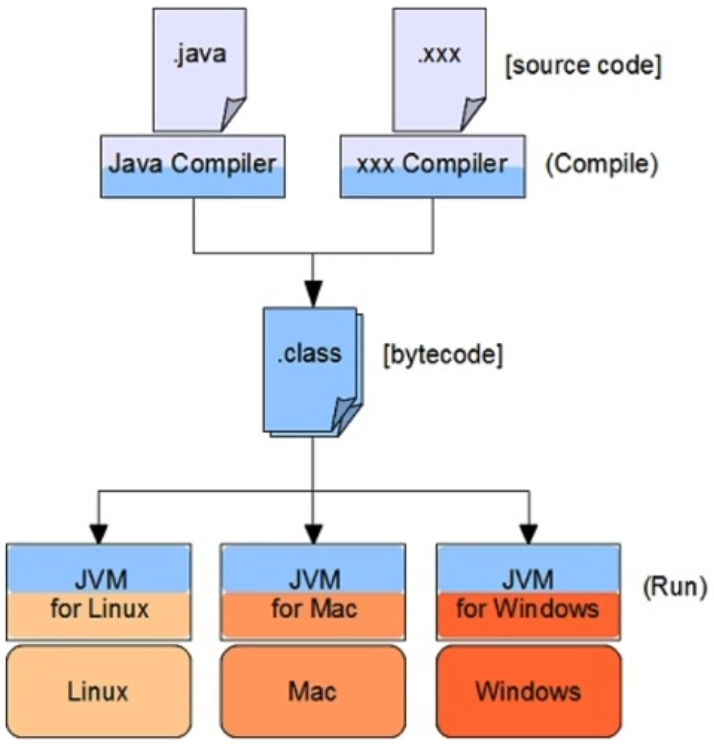 .java
.xxx
[source code]
Java Compiler
xxx Compiler
(Compile)
.class
[bytecode]
JVM
for Linux
JVM
for Mac
JVM
for Windows
(Run)
Linux
Mac
Windows